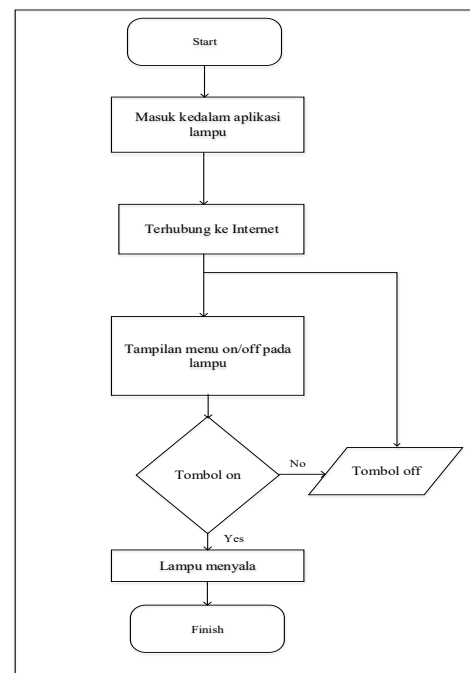 Start
Masuk kedalam aplikasi
lampu
Terhubung ke Internet
Tampilan menu on/off pada
lampu
Tombol on
No
Tombol off
Yes
Lampu menyala
Finish